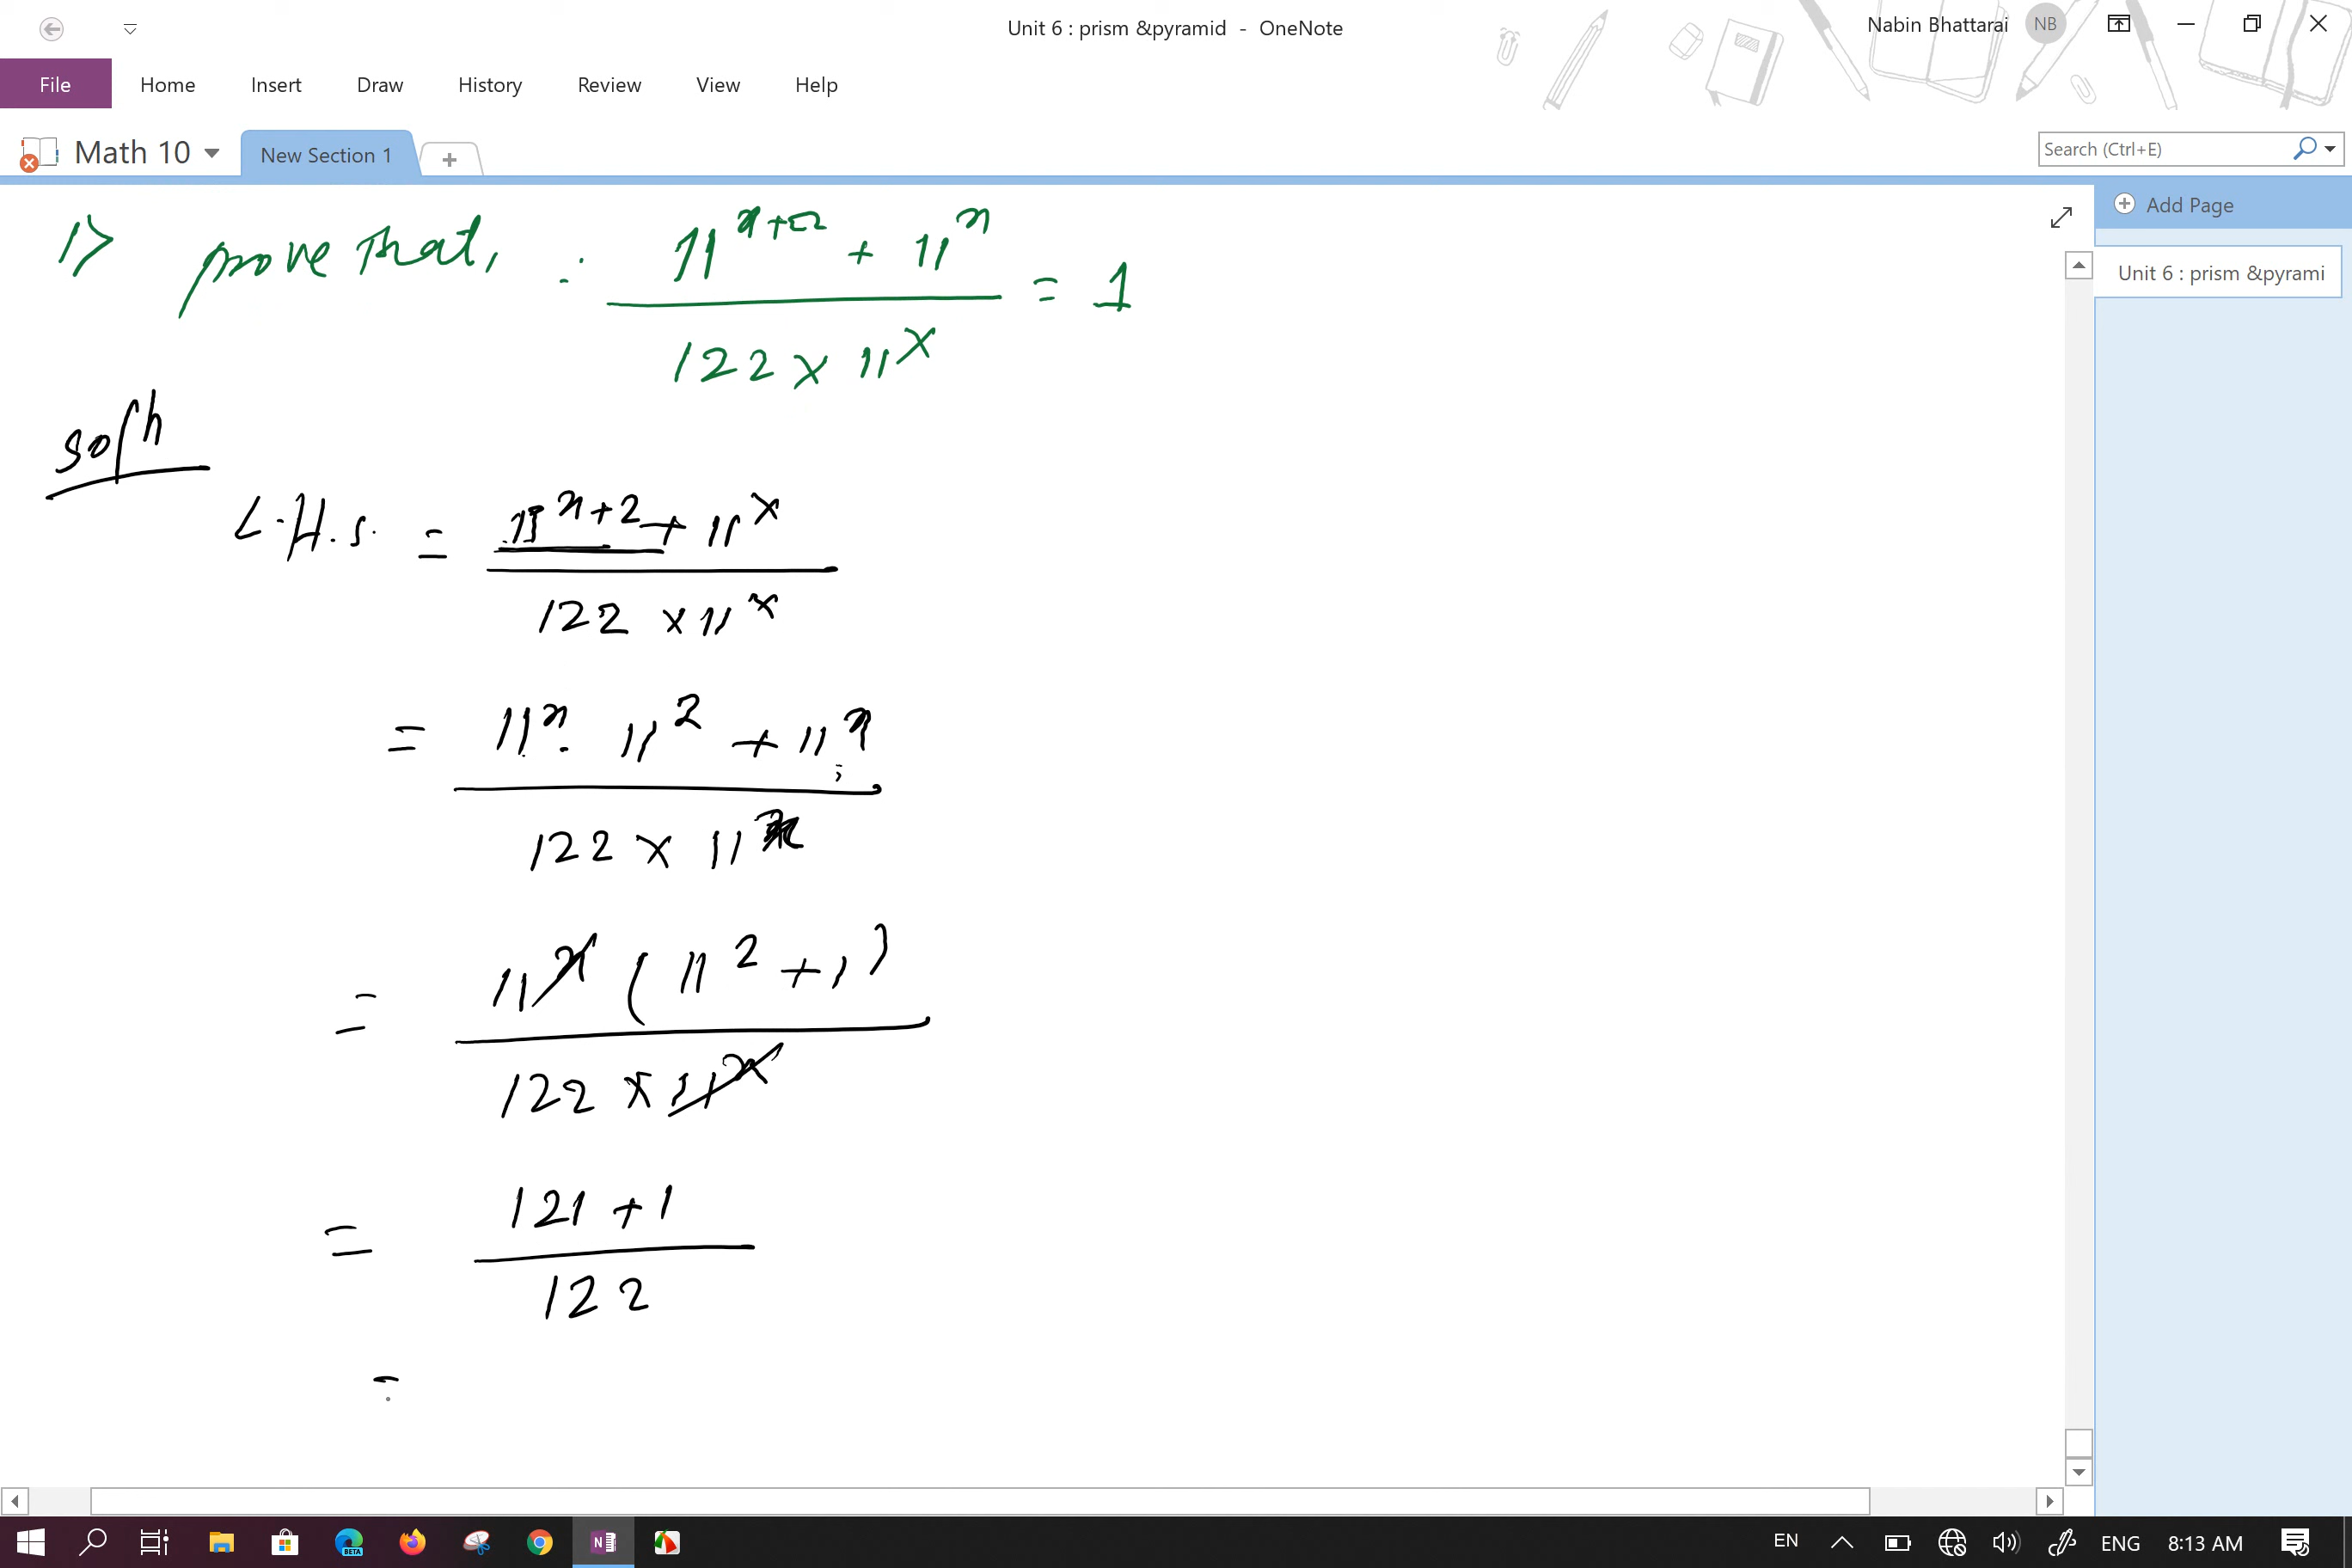 Unit 6 : prism &pyramid - OneNote
Nabin Bhattarai NB
File Home Insert Draw History Review View Help
Math 10 New Section 1 +
Search (Ctrl+E)
Add Page
Unit 6 : prism &pyrami
1> prove that, : 11^(x+2) + 11^x / 122 x 11^x = 1
sol^n
L.H.s. = 11^(x+2) + 11^x / 122 x 11^x
= 11^x . 11^2 + 11^x / 122 x 11^x
= 11^x ( 11^2 + 1 ) / 122 x 11^x
= 121 + 1 / 122
=
BETA
N
EN ENG 8:13 AM